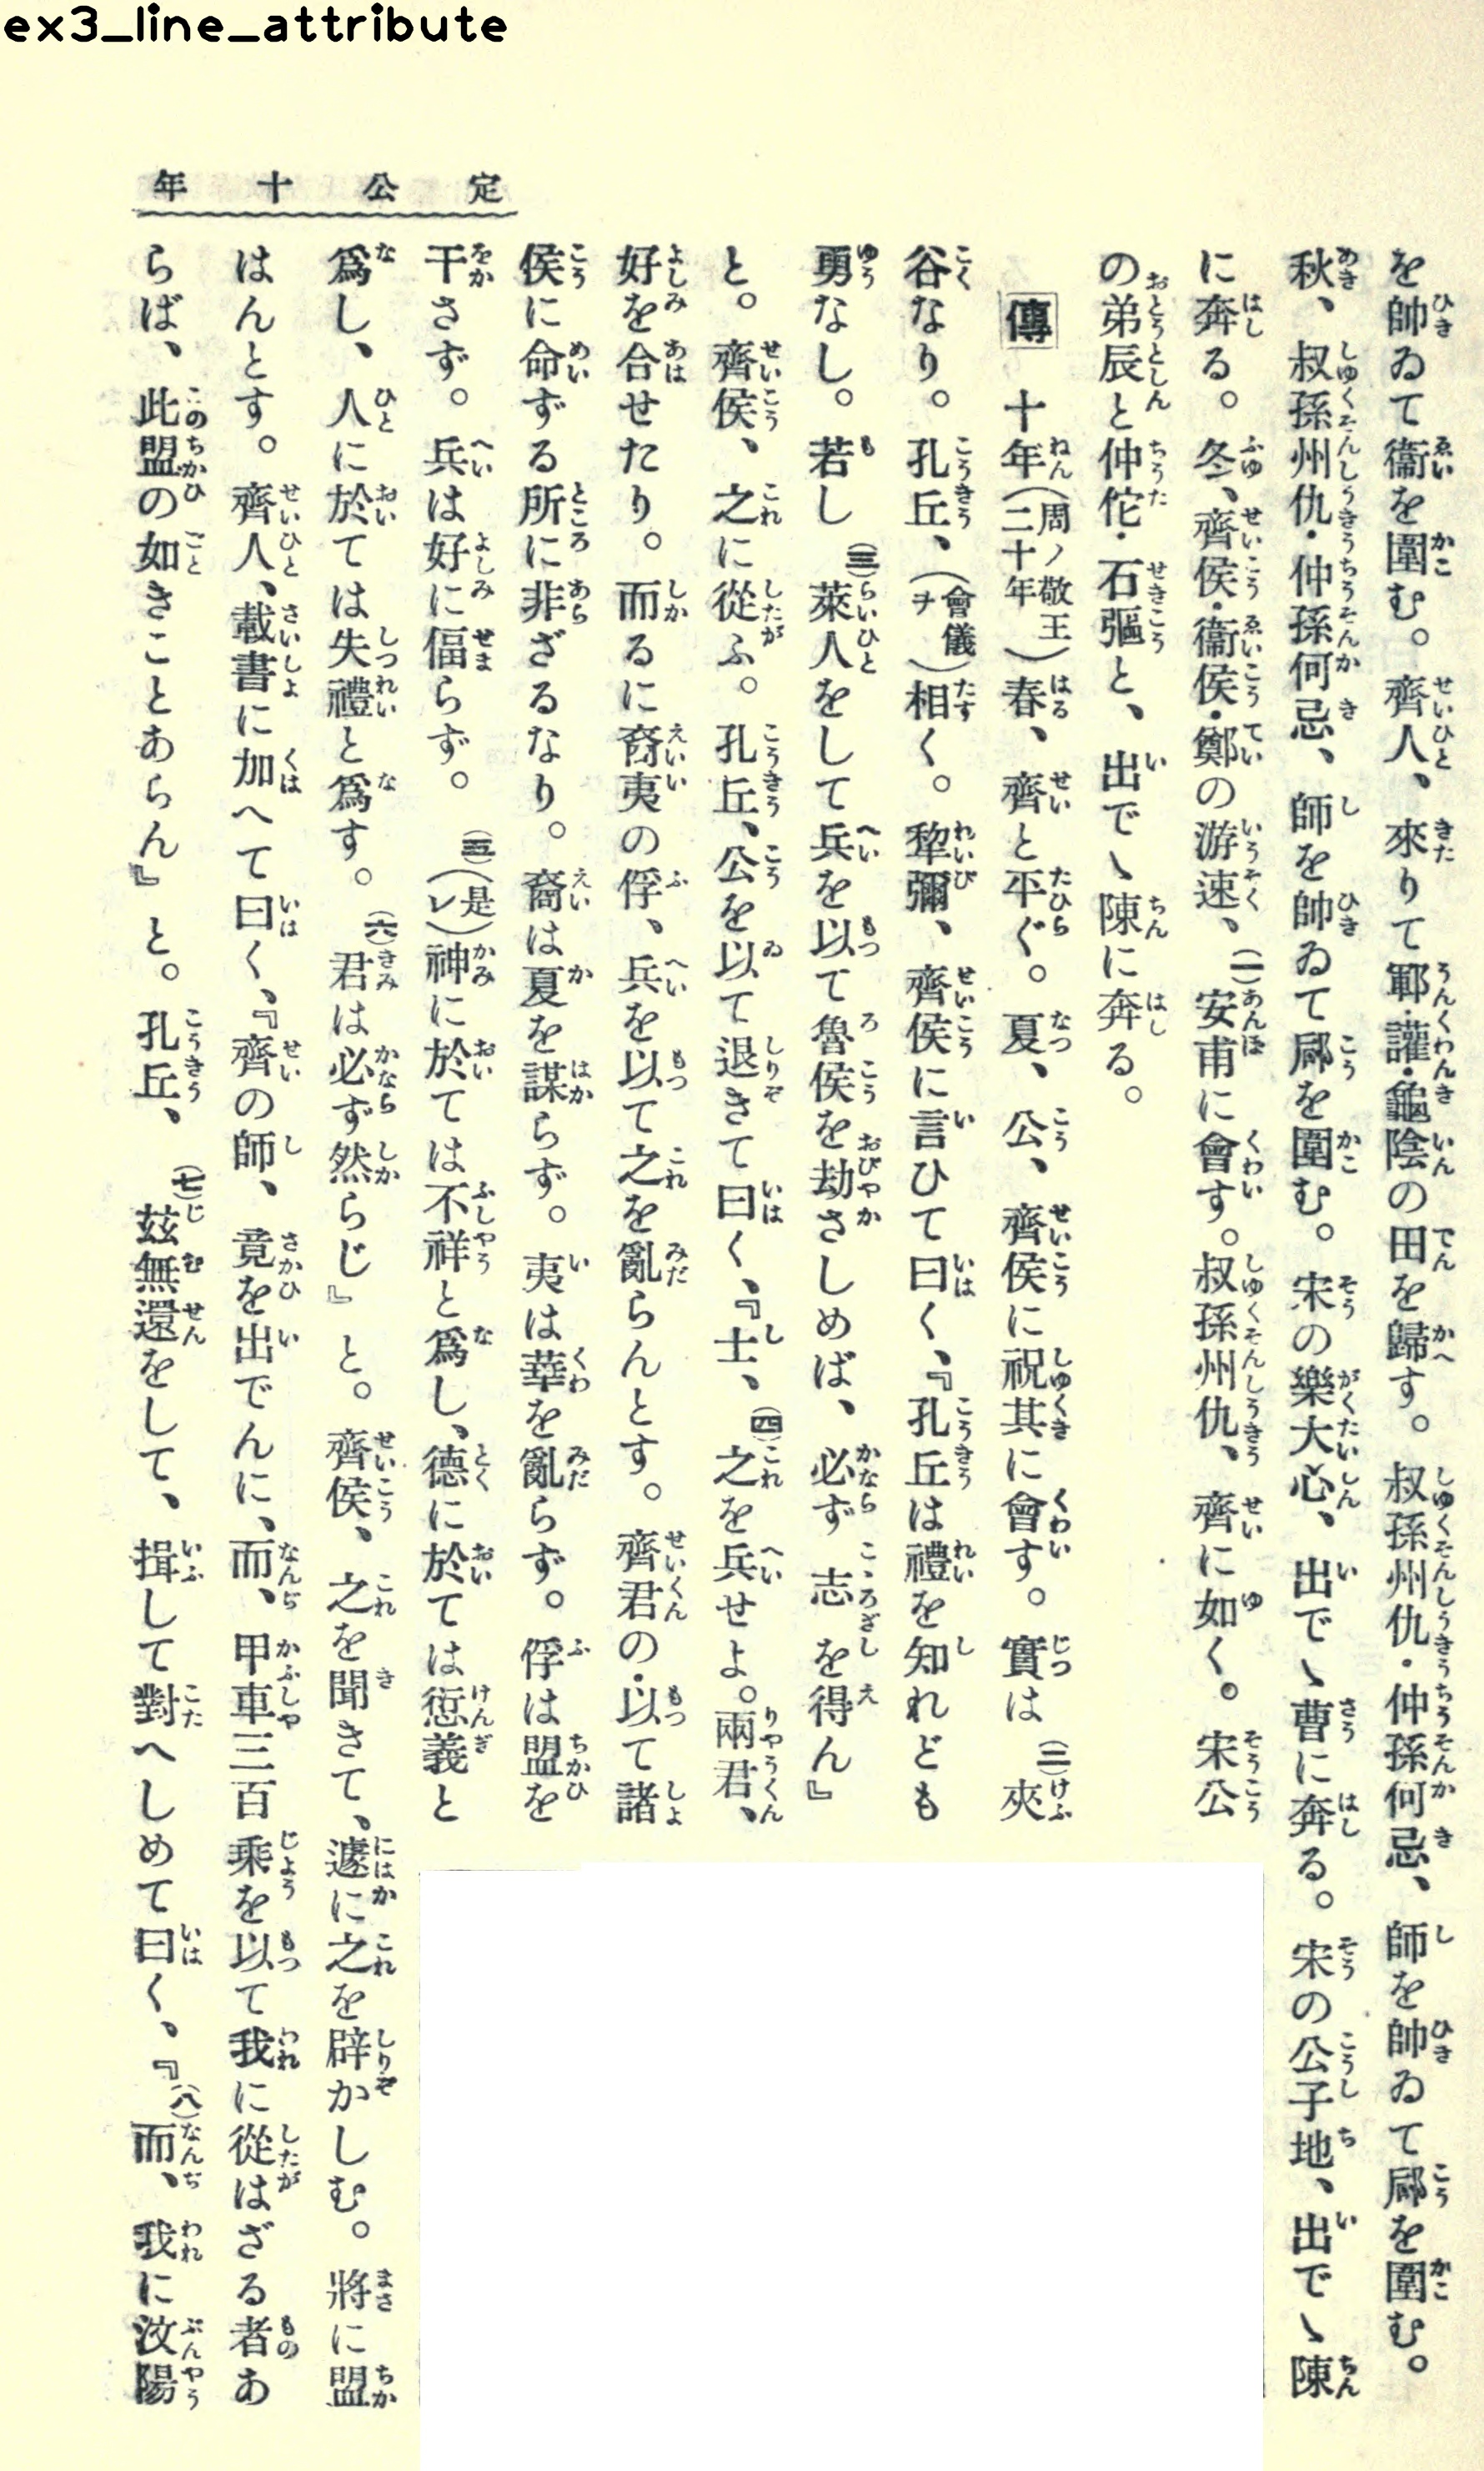 ex3_line_attribute
定公十年
を帥ゐて衞を圍む。齊人、來りて鄆・讙・龜陰の田を歸す。叔孫州仇・仲孫何忌、師を帥ゐて郈を圍む。
秋、叔孫州仇・仲孫何忌、師を帥ゐて郈を圍む。宋の樂大心、出でゝ曹に奔る。宋の公子地、出でゝ陳
に奔る。冬、齊侯・衞侯・鄭の游速、(一)安甫に會す。叔孫州仇、齊に如く。宋公
の弟辰と仲佗・石彄と、出でゝ陳に奔る。
傳 十年(周ノ敬王二十年)春、齊と平ぐ。夏、公、齊侯に祝其に會す。實は(二)夾
谷なり。孔丘、(會儀ヲ)相く。犂彌、齊侯に言ひて曰く、『孔丘は禮を知れども
勇なし。若し(三)萊人をして兵を以て魯侯を劫さしめば、必ず志を得ん』
と。齊侯、之に從ふ。孔丘、公を以て退きて曰く、『士、(四)之を兵せよ。兩君、
好を合せたり。而るに裔夷の俘、兵を以て之を亂らんとす。齊君の・以て諸
侯に命ずる所に非ざるなり。裔は夏を謀らず。夷は華を亂らず。俘は盟を
干さず。兵は好に偪らず。(五)(是レ)神に於ては不祥と爲し、德に於ては愆義と
爲し、人に於ては失禮と爲す。(六)君は必ず然らじ』と。齊侯、之を聞きて、遽に之を辟かしむ。將に盟
はんとす。齊人、載書に加へて曰く、『齊の師、竟を出でんに、而、甲車三百乘を以て我に從はざる者あ
らば、此盟の如きことあらん』と。孔丘、(七)茲無還をして、揖して對へしめて曰く、『(八)而、我に汶陽